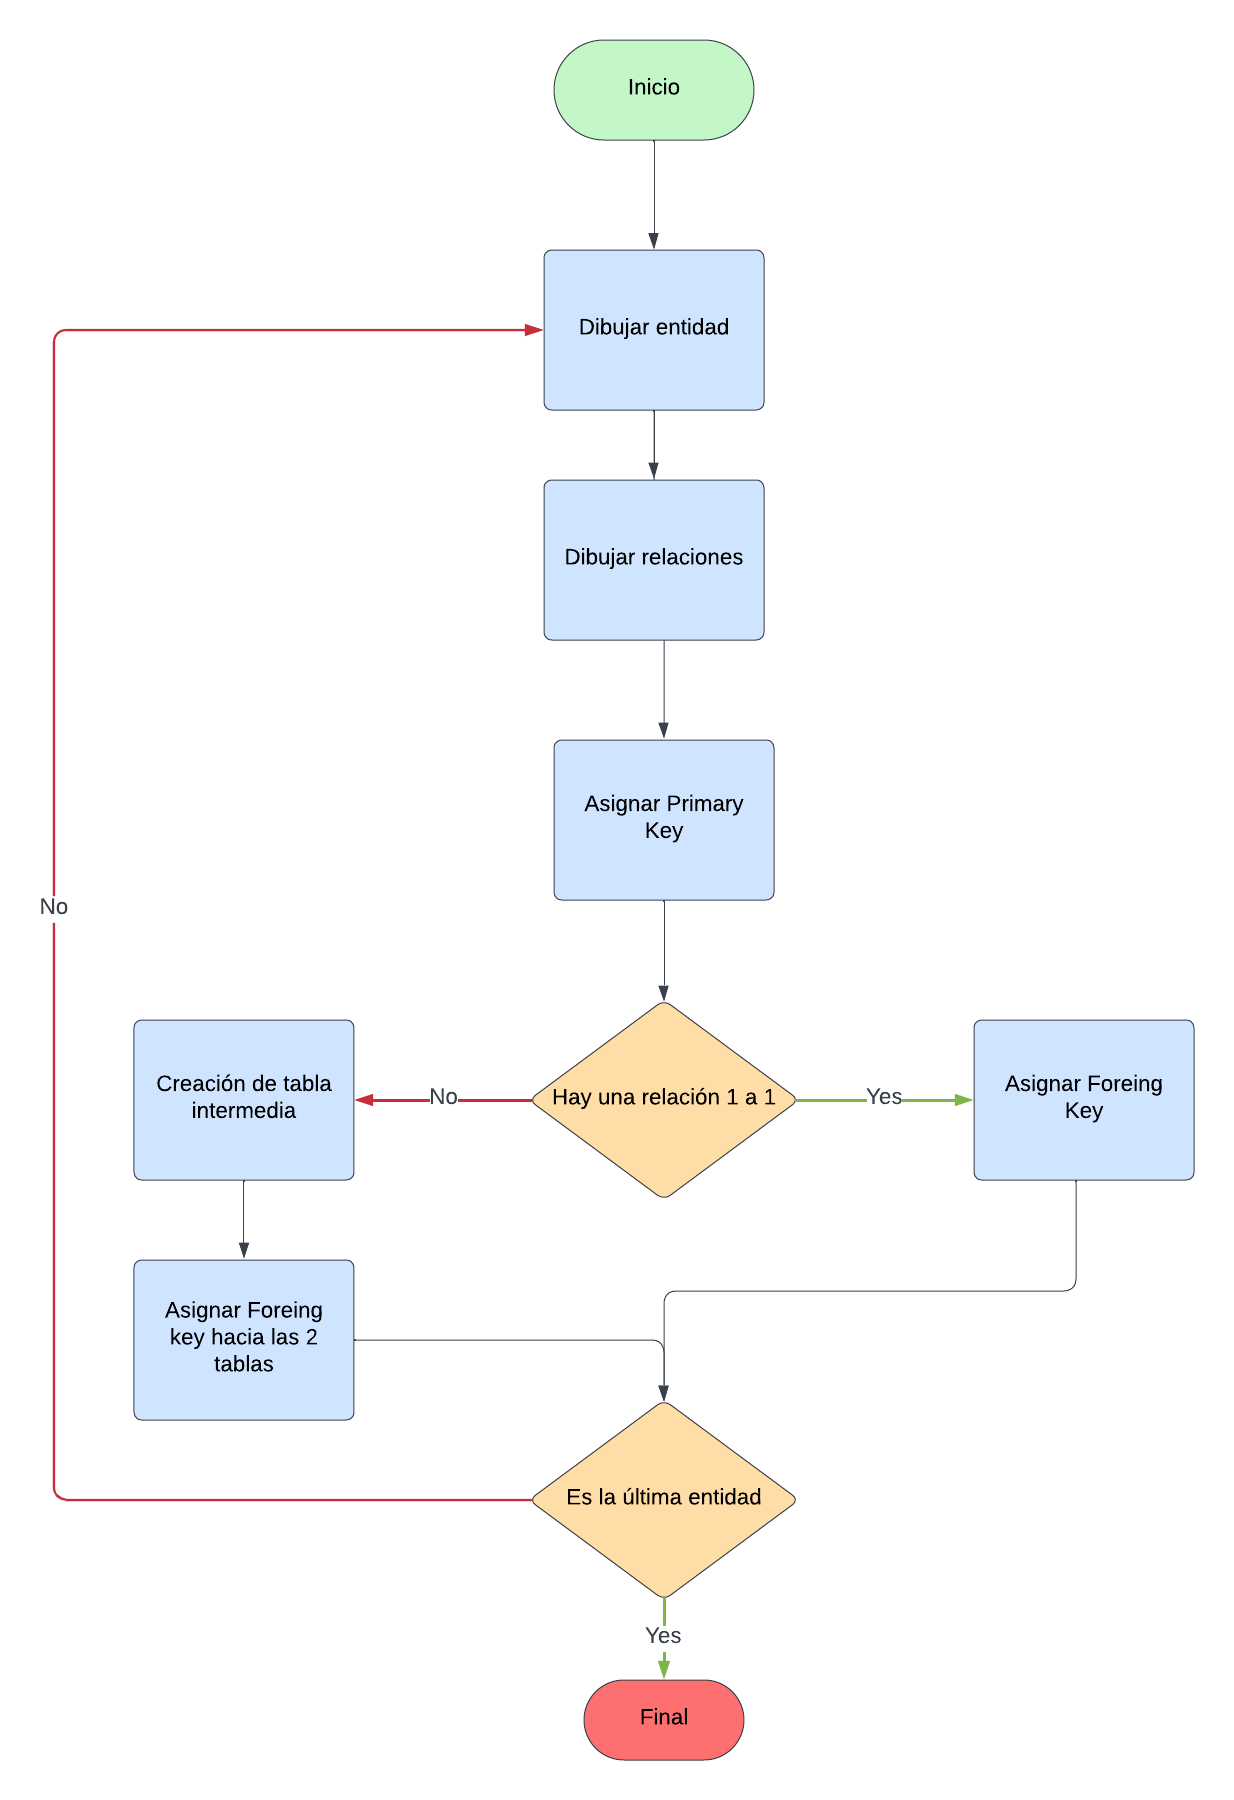 Inicio
Dibujar entidad
Dibujar relaciones
Asignar Primary
Key
No
Creación de tabla
intermedia
No
Hay una relación 1 a 1
Yes
Asignar Foreing
Key
Asignar Foreing
key hacia las 2
tablas
Es la última entidad
Yes
Final